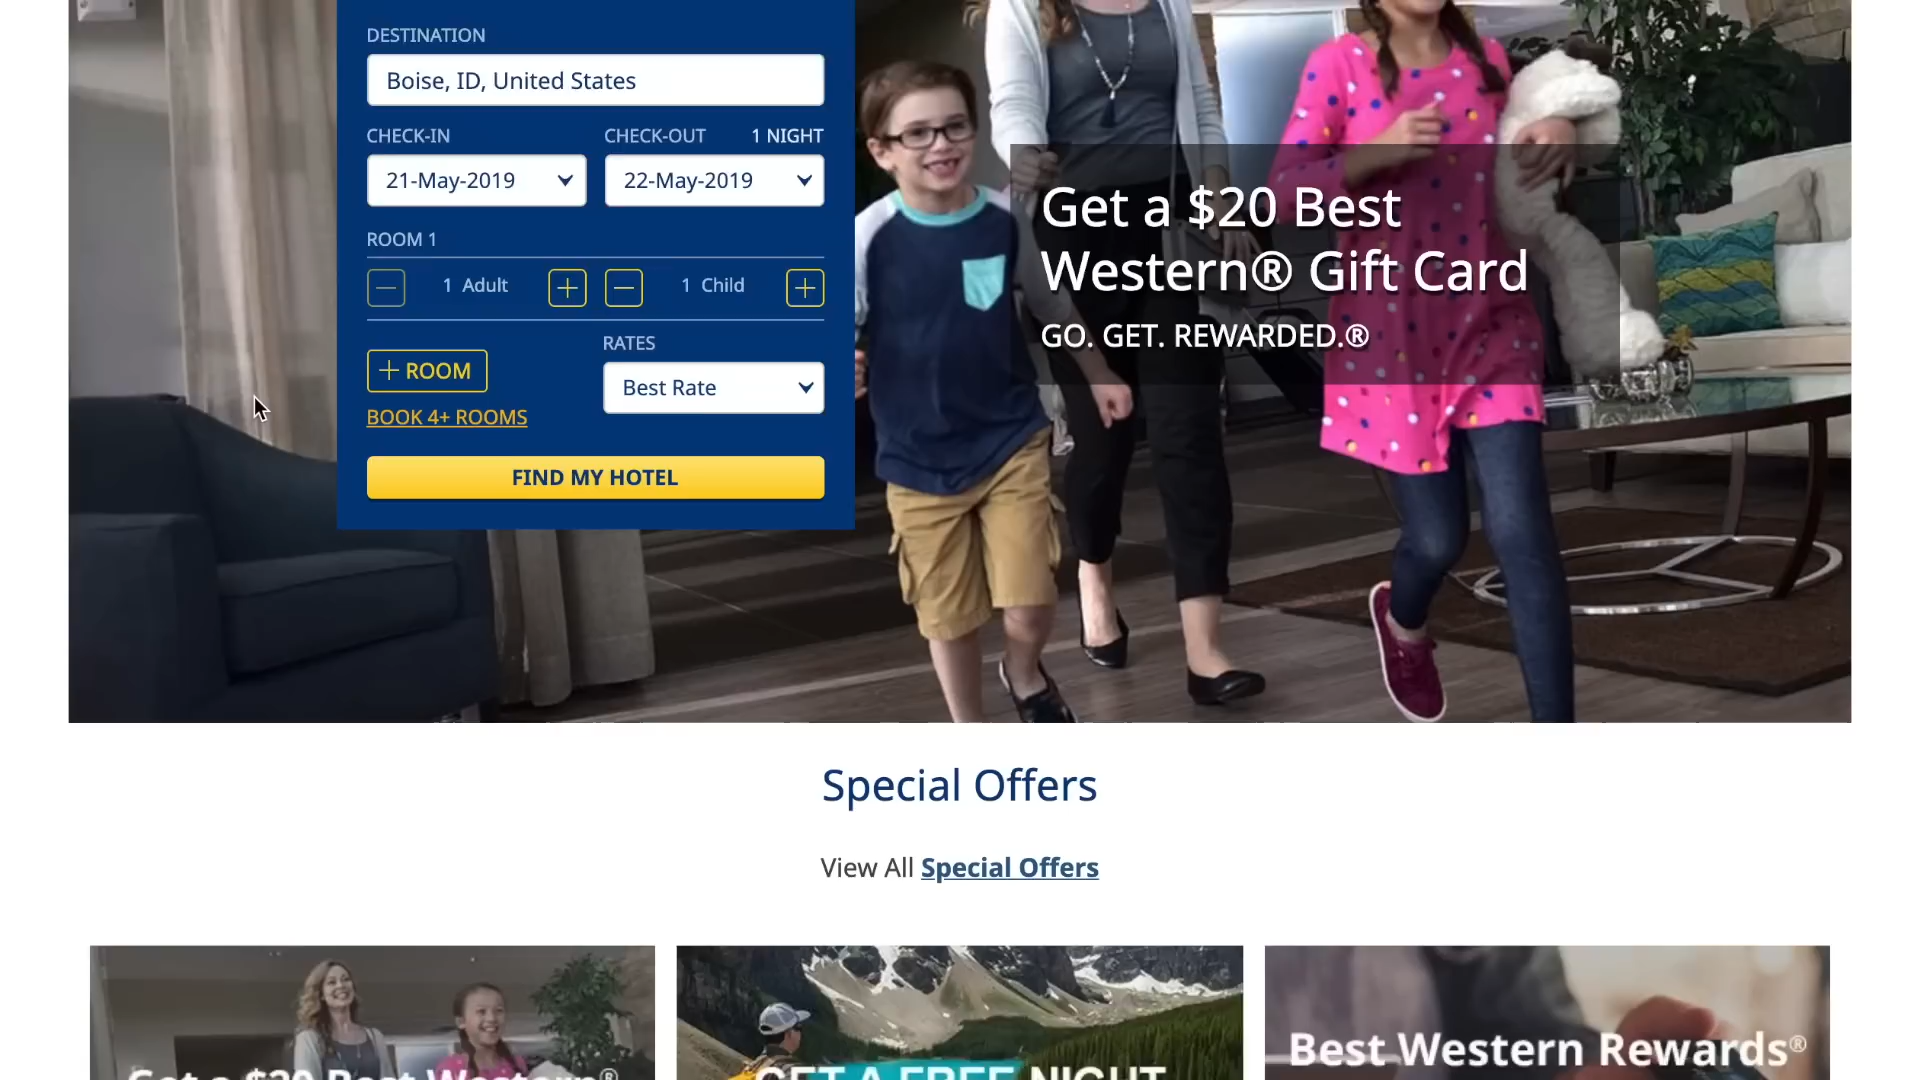 DESTINATION
Boise, ID, United States
CHECK-IN
CHECK-OUT
1 NIGHT
21-May-2019
22-May-2019
ROOM 1
1 Adult
1 Child
ROOM
RATES
Best Rate
BOOK 4+ ROOMS
FIND MY HOTEL
Get a $20 Best
Western® Gift Card
GO. GET. REWARDED.®
Special Offers
View All Special Offers
Get a $20 Best Western®
GET A FREE NIGHT
Best Western Rewards®